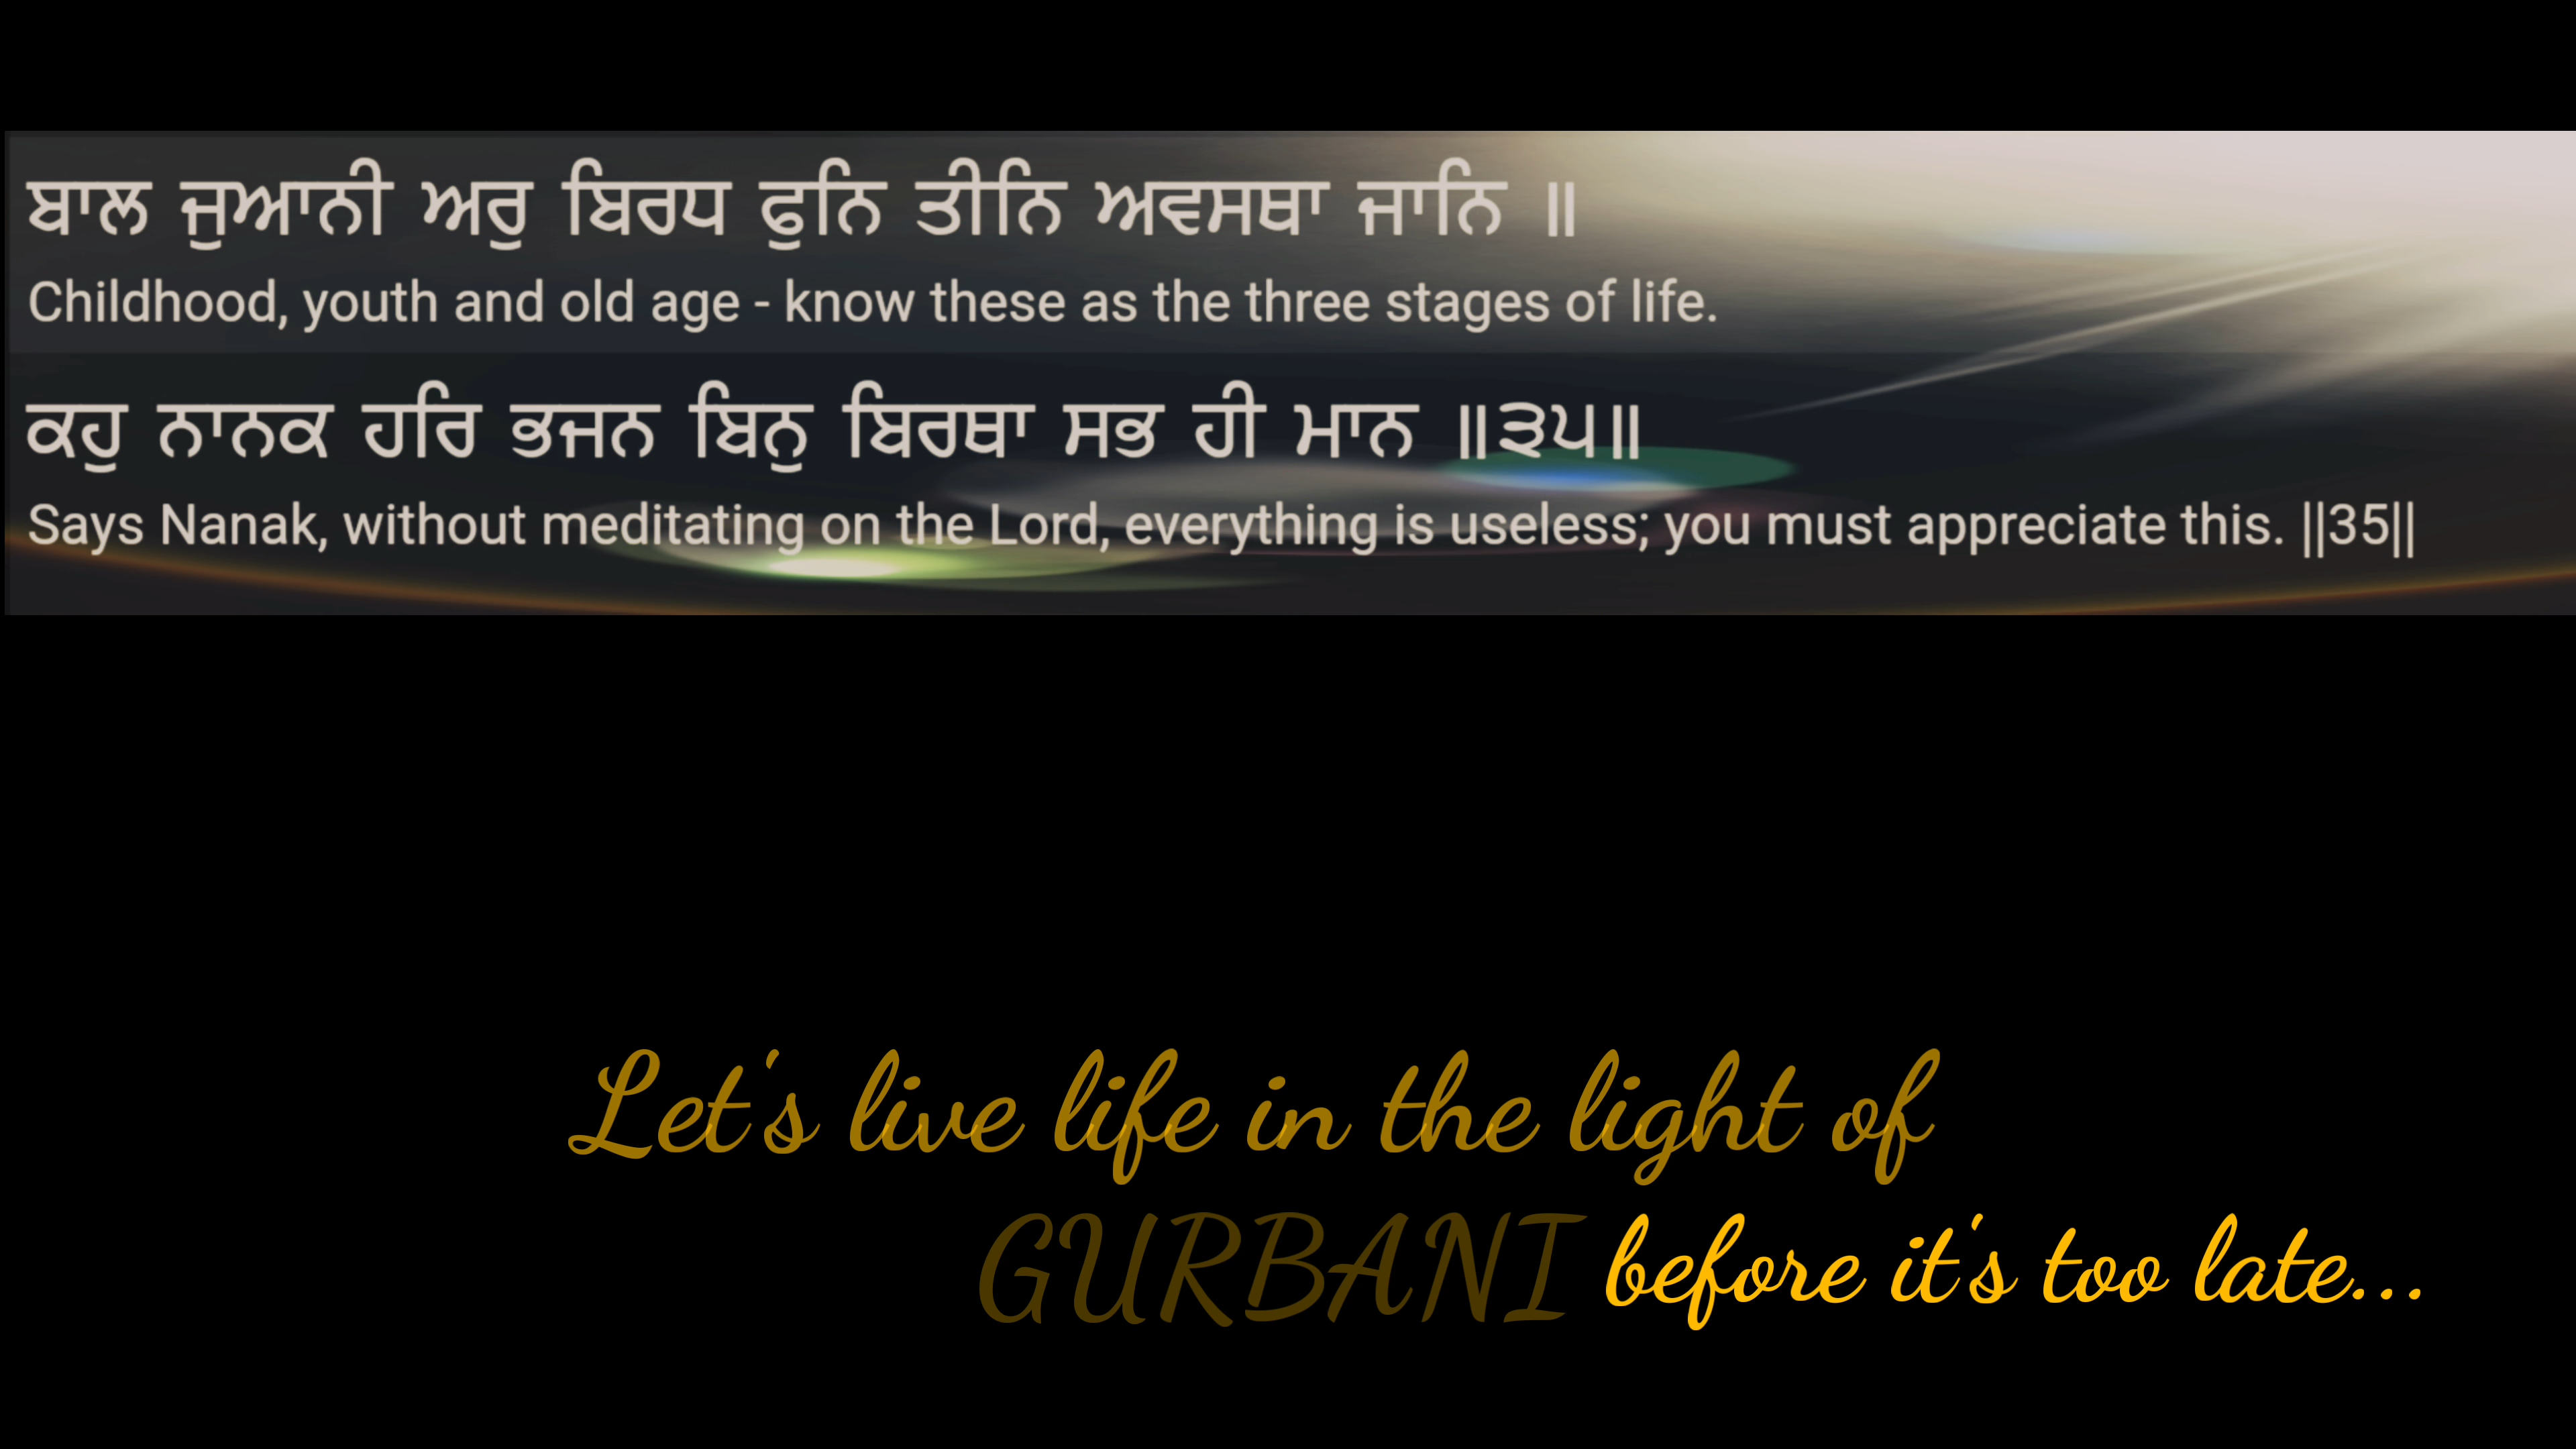 ਬਾਲ ਜੁਆਨੀ ਅਰੁ ਬਿਰਧ ਫੁਨਿ ਤੀਨਿ ਅਵਸਥਾ ਜਾਨਿ ॥
Childhood, youth and old age - know these as the three stages of life.
ਕਹੁ ਨਾਨਕ ਹਰਿ ਭਜਨ ਬਿਨੁ ਬਿਰਥਾ ਸਭ ਹੀ ਮਾਨ ॥੩੫॥
Says Nanak, without meditating on the Lord, everything is useless; you must appreciate this. ||35||
Let's live life in the light of
GURBANI before it's too late...